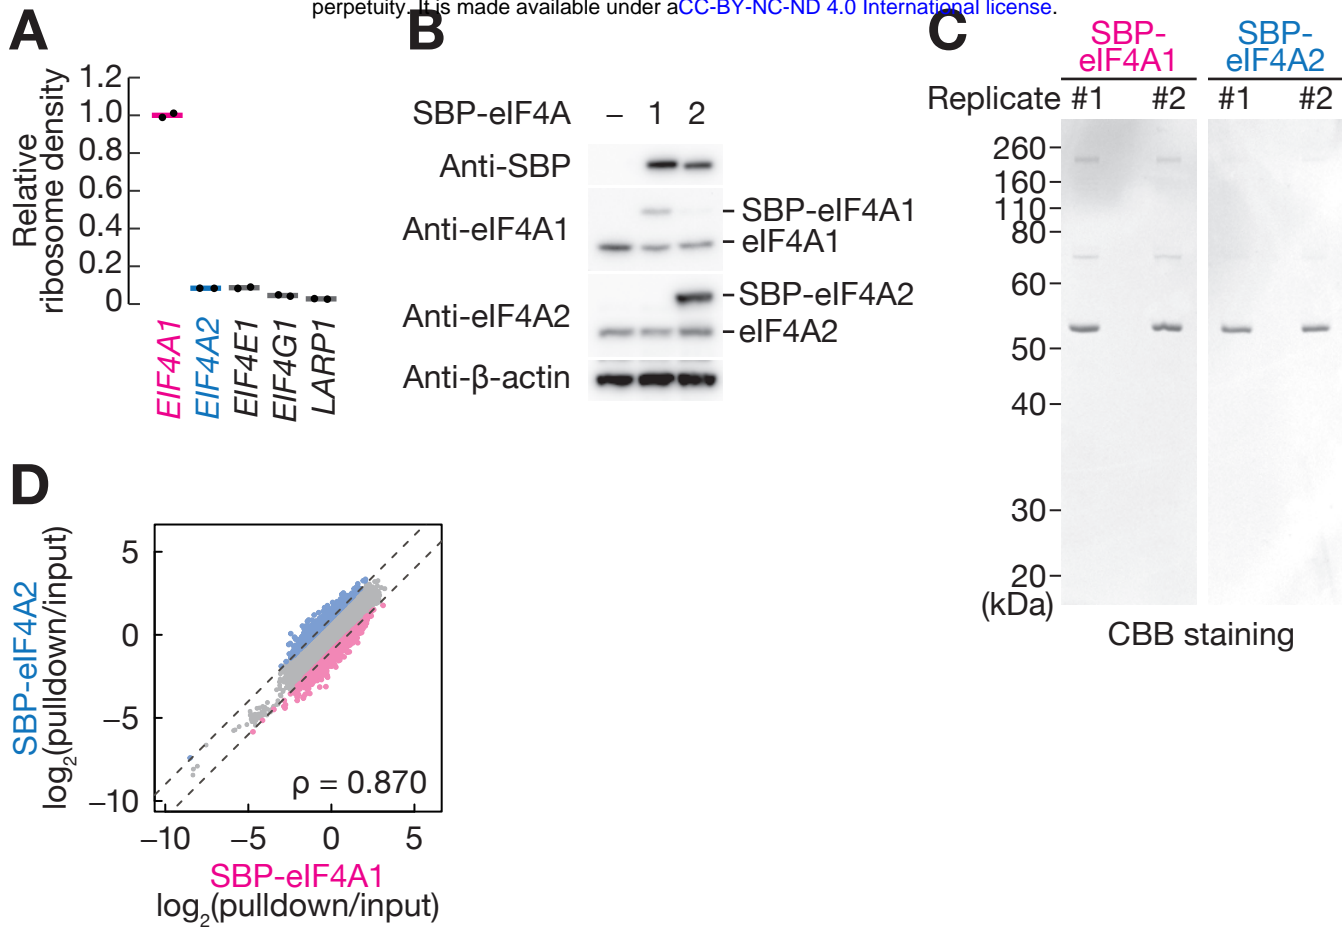 perpetuity. It is made available under aCC-BY-NC-ND 4.0 International license.
A
Relative
ribosome density
1.2
1.0
0.8
0.6
0.4
0.2
0
EIF4A1
EIF4A2
EIF4E1
EIF4G1
LARP1
B
SBP-eIF4A – 1 2
Anti-SBP
Anti-eIF4A1
SBP-eIF4A1
eIF4A1
Anti-eIF4A2
SBP-eIF4A2
eIF4A2
Anti-β-actin
C
SBP-
eIF4A1
SBP-
eIF4A2
Replicate #1 #2 #1 #2
260
160
110
80
60
50
40
30
20
(kDa)
CBB staining
D
SBP-eIF4A2
log2(pulldown/input)
5
0
−5
−10
ρ = 0.870
−10 −5 0 5
SBP-eIF4A1
log2(pulldown/input)